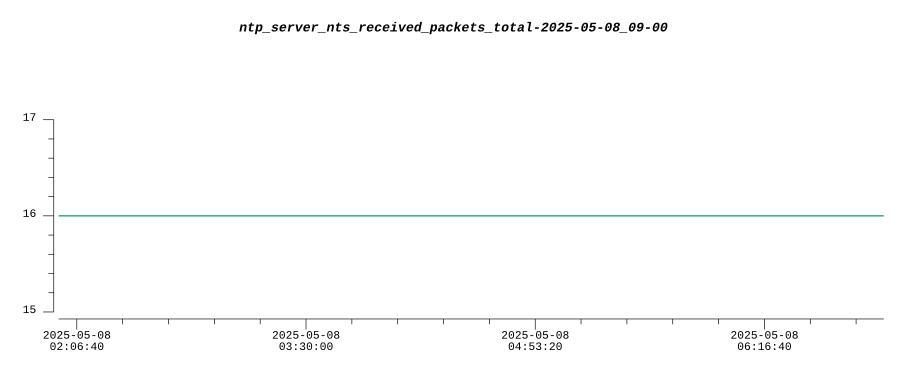 ntp_server_nts_received_packets_total-2025-05-08_09-00
17
16
15
2025-05-08 2025-05-08 2025-05-08 2025-05-08
02:06:40 03:30:00 04:53:20 06:16:40